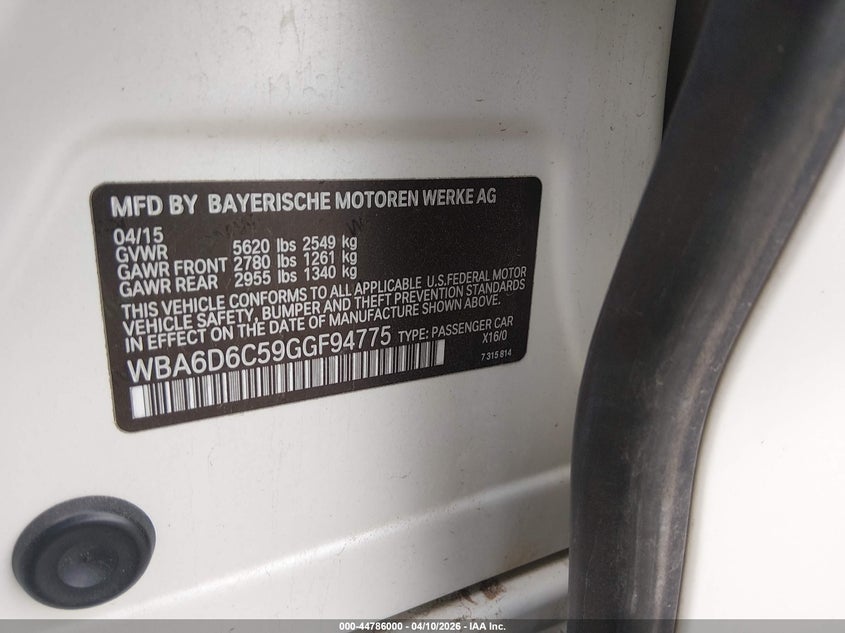 MFD BY BAYERISCHE MOTOREN WERKE AG
04/15
GVWR 5620 lbs 2549 kg
GAWR FRONT 2780 lbs 1261 kg
GAWR REAR 2955 lbs 1340 kg
THIS VEHICLE CONFORMS TO ALL APPLICABLE U.S.FEDERAL MOTOR
VEHICLE SAFETY, BUMPER AND THEFT PREVENTION STANDARDS
IN EFFECT ON THE DATE OF MANUFACTURE SHOWN ABOVE.
WBA6D6C59GGF94775 TYPE: PASSENGER CAR
X16/0
7 315 814
000-44786000 - 04/10/2026 - IAA Inc.